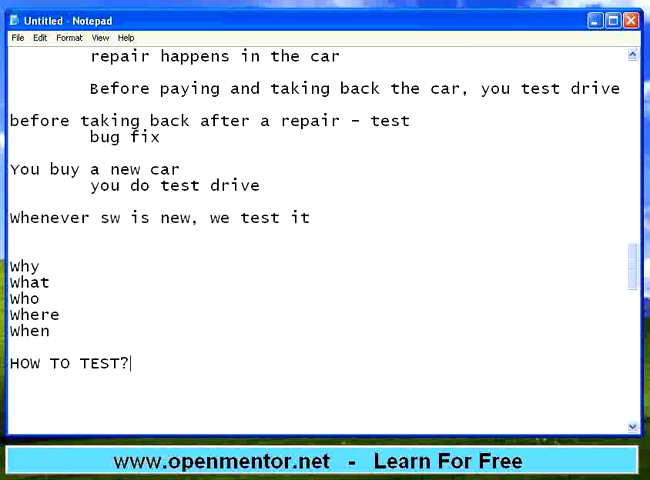 Untitled - Notepad
File Edit Format View Help
repair happens in the car
Before paying and taking back the car, you test drive
before taking back after a repair - test
bug fix
You buy a new car
you do test drive
Whenever sw is new, we test it
Why
What
Who
Where
When
HOW TO TEST?
www.openmentor.net - Learn For Free